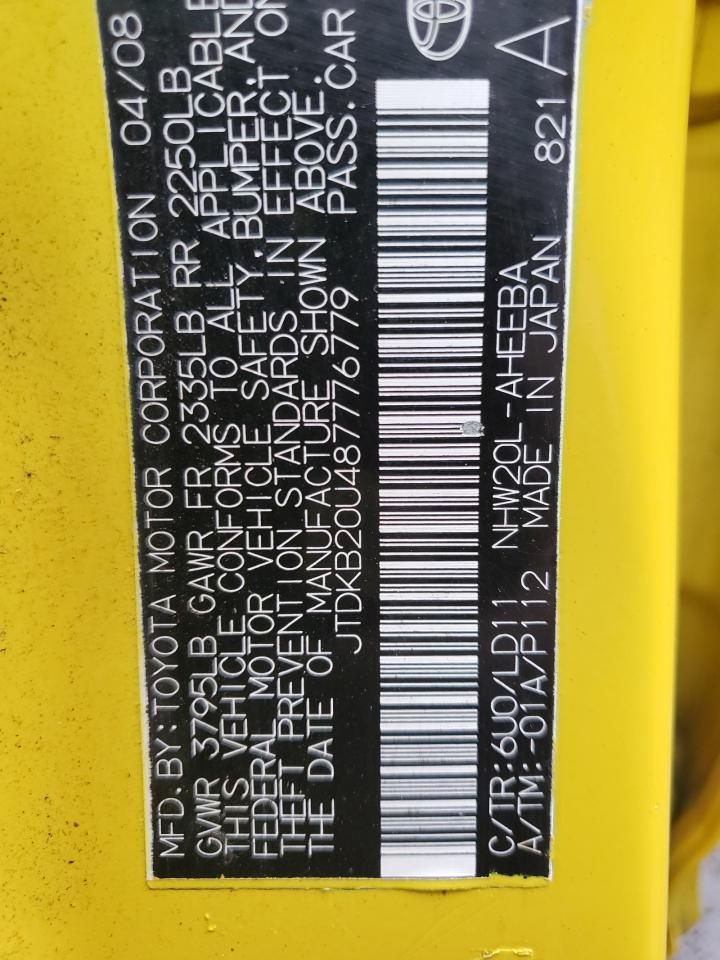 MFD. BY: TOYOTA MOTOR CORPORATION 04/08
GVWR 3795LB GAWR FR 2335LB RR 2250LB
THIS VEHICLE CONFORMS TO ALL APPLICABLE
FEDERAL MOTOR VEHICLE SAFETY, BUMPER, AND
THEFT PREVENTION STANDARDS IN EFFECT ON
THE DATE OF MANUFACTURE SHOWN ABOVE.
JTDKB20U487776779 PASS. CAR
C/TR: 6U0/LD11 NHW20L-AHEEBA
A/TM: -01A/P112 MADE IN JAPAN 821 A